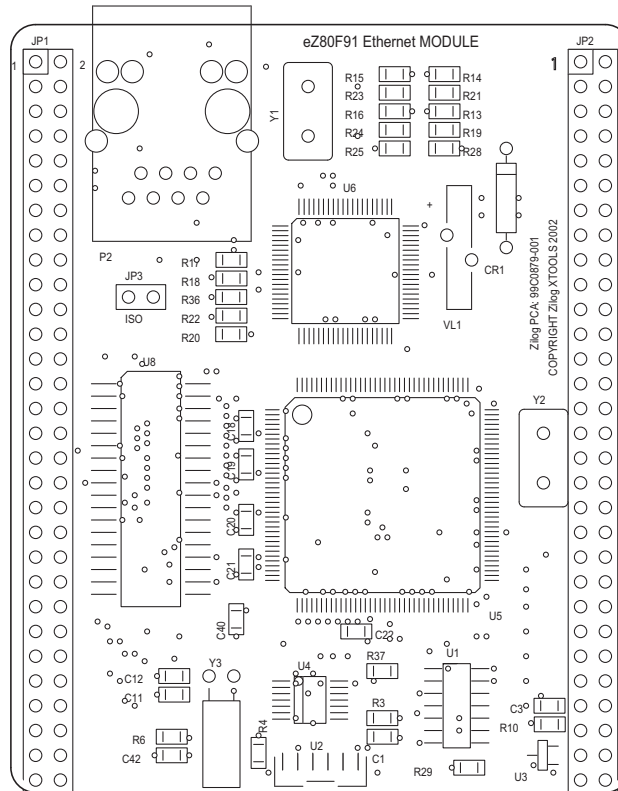 JP1
eZ80F91 Ethernet MODULE
JP2
1
2
1
R15
R14
R23
R21
Y1
R16
R13
R24
R19
R25
R28
U6
+
P2
R17
CR1
JP3
R18
R36
ISO
R22
VL1
R20
Zilog PCA: 99C0879-001
COPYRIGHT Zilog XTOOLS 2002
U8
Y2
C18
C19
C20
C21
U5
C40
C22
U1
Y3
U4
R37
C12
C11
C3
R3
R10
R6
R4
U2
C42
C1
R29
U3